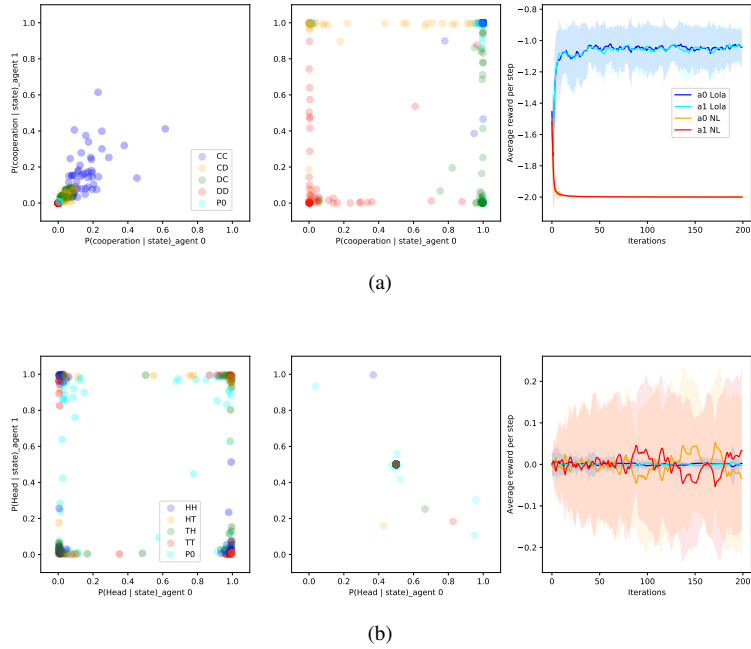 P(cooperation | state)_agent 1
1.0
0.8
0.6
0.4
0.2
0.0
0.0 0.2 0.4 0.6 0.8 1.0
P(cooperation | state)_agent 0
CC
CD
DC
DD
P0
1.0
0.8
0.6
0.4
0.2
0.0
0.0 0.2 0.4 0.6 0.8 1.0
P(cooperation | state)_agent 0
Average reward per step
−0.8
−1.0
−1.2
−1.4
−1.6
−1.8
−2.0
0 50 100 150 200
Iterations
a0 Lola
a1 Lola
a0 NL
a1 NL
(a)
P(Head | state)_agent 1
1.0
0.8
0.6
0.4
0.2
0.0
0.0 0.2 0.4 0.6 0.8 1.0
P(Head | state)_agent 0
HH
HT
TH
TT
P0
1.0
0.8
0.6
0.4
0.2
0.0
0.0 0.2 0.4 0.6 0.8 1.0
P(Head | state)_agent 0
Average reward per step
0.2
0.1
0.0
−0.1
−0.2
0 50 100 150 200
Iterations
(b)